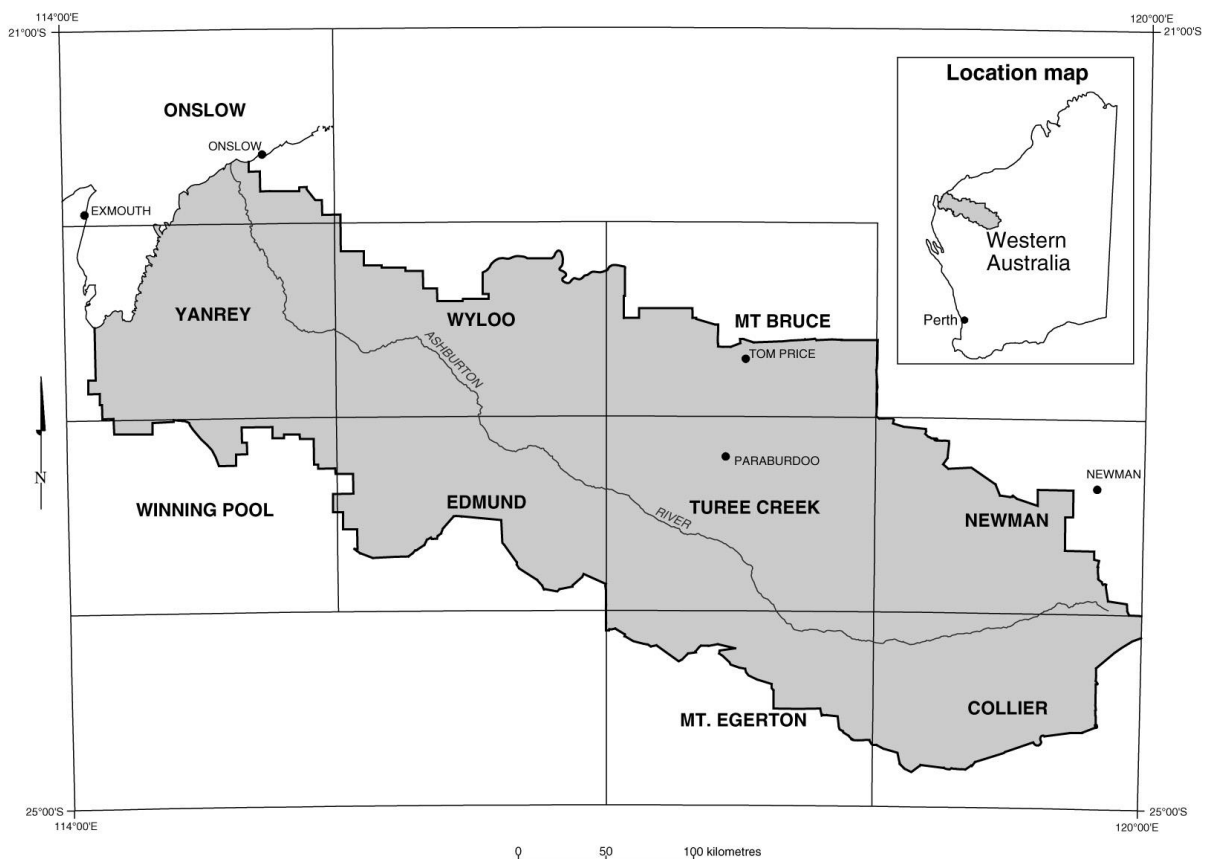 114°00'E
21°00'S
120°00'E
21°00'S
Location map
Western
Australia
Perth
ONSLOW
ONSLOW
EXMOUTH
YANREY
WYLOO
MT BRUCE
TOM PRICE
ASHBURTON
RIVER
N
WINNING POOL
EDMUND
PARABURDOO
TUREE CREEK
NEWMAN
NEWMAN
MT. EGERTON
COLLIER
25°00'S
114°00'E
25°00'S
120°00'E
0 50 100 kilometres